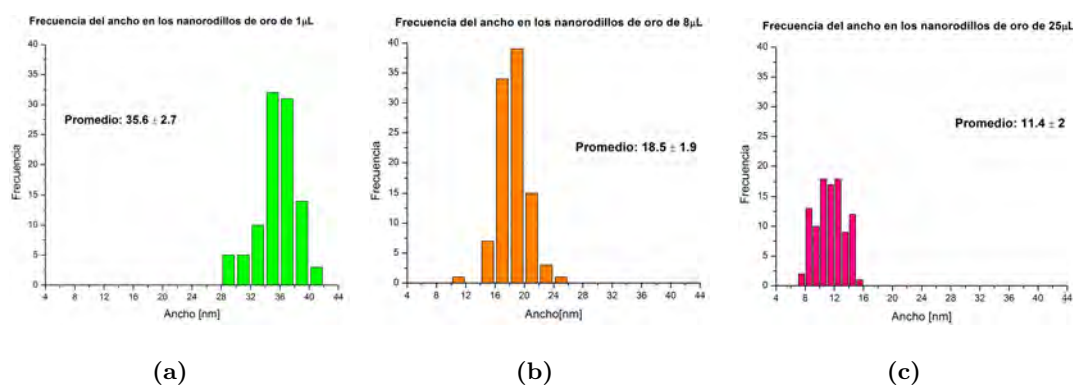 Frecuencia del ancho en los nanorodillos de oro de 1μL
40
35
30
25
20
15
10
5
0
Frecuencia
Promedio: 35.6 ± 2.7
4 8 12 16 20 24 28 32 36 40 44
Ancho [nm]
(a)
Frecuencia del ancho en los nanorodillos de oro de 8μL
40
35
30
25
20
15
10
5
0
Frecuencia
Promedio: 18.5 ± 1.9
4 8 12 16 20 24 28 32 36 40 44
Ancho[nm]
(b)
Frecuencia del ancho en los nanorodillos de oro de 25μL
40
35
30
25
20
15
10
5
0
Frecuencia
Promedio: 11.4 ± 2
4 8 12 16 20 24 28 32 36 40 44
Ancho [nm]
(c)